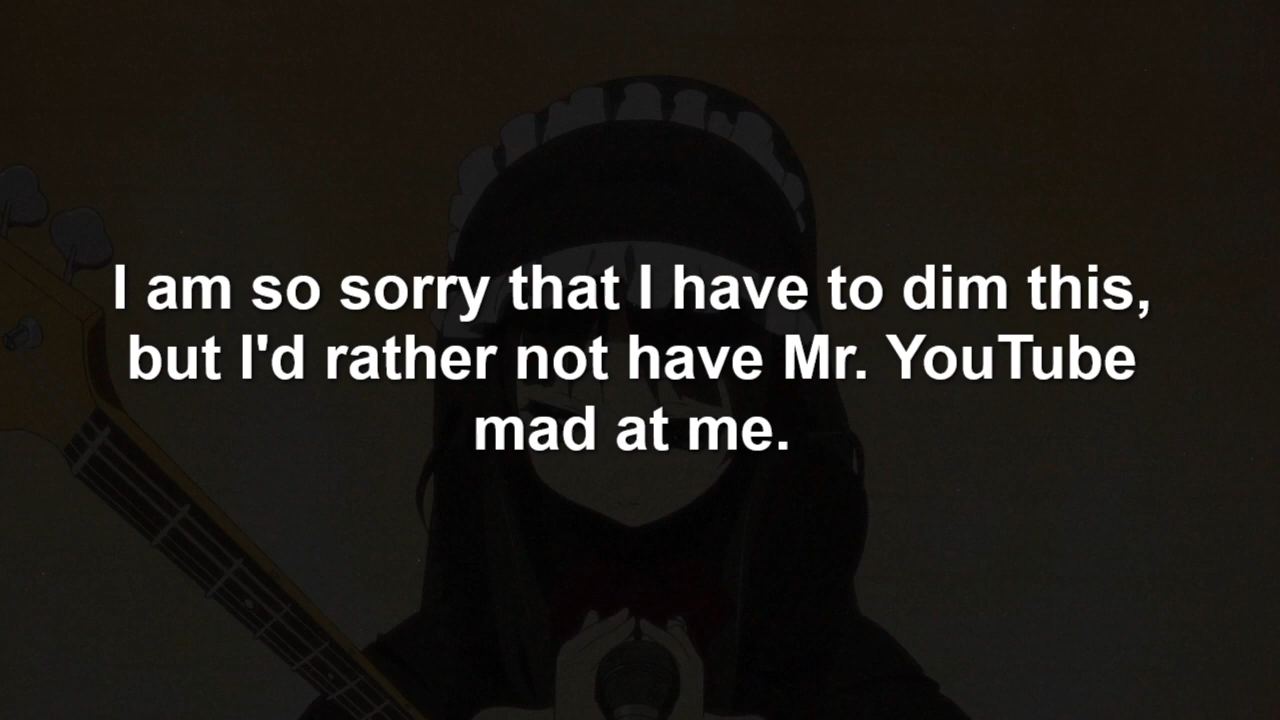 I am so sorry that I have to dim this,
but I'd rather not have Mr. YouTube
mad at me.